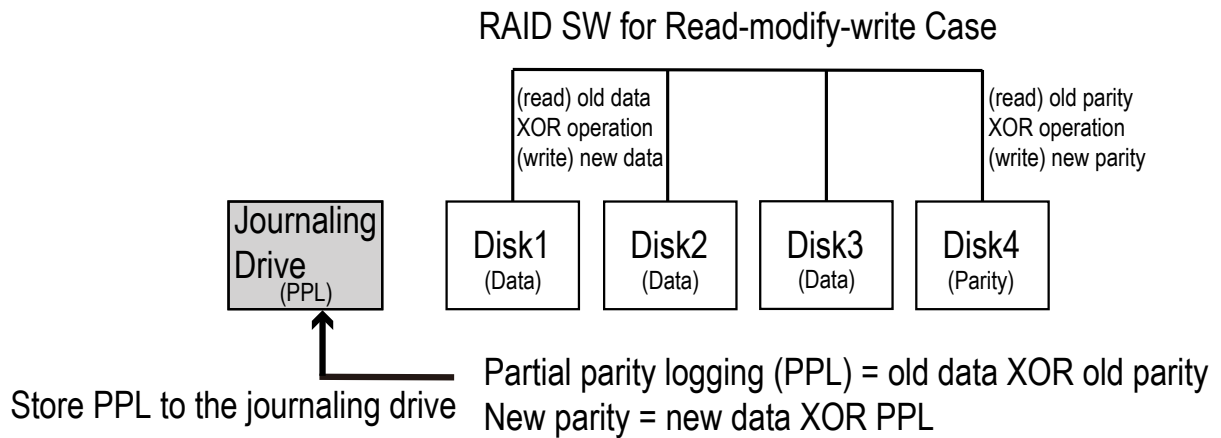 RAID SW for Read-modify-write Case
(read) old data
XOR operation
(write) new data
(read) old parity
XOR operation
(write) new parity
Journaling
Drive
(PPL)
Disk1
(Data)
Disk2
(Data)
Disk3
(Data)
Disk4
(Parity)
Store PPL to the journaling drive
Partial parity logging (PPL) = old data XOR old parity
New parity = new data XOR PPL